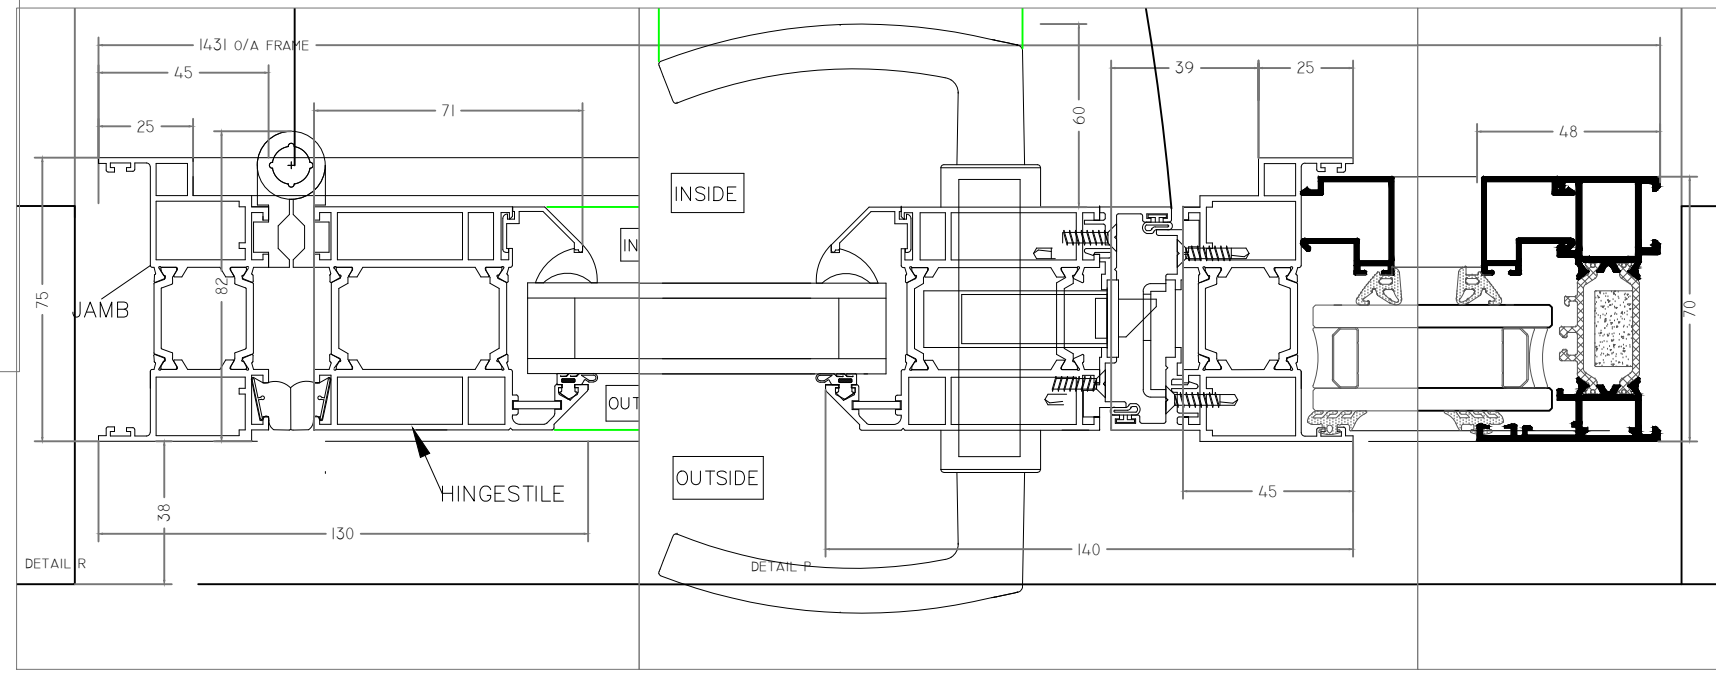 1431 O/A FRAME
45
39
25
71
60
25
48
INSIDE
IN
82
75
JAMB
70
OUT
OUTSIDE
HINGESTILE
45
38
130
140
DETAIL R
DETAIL P